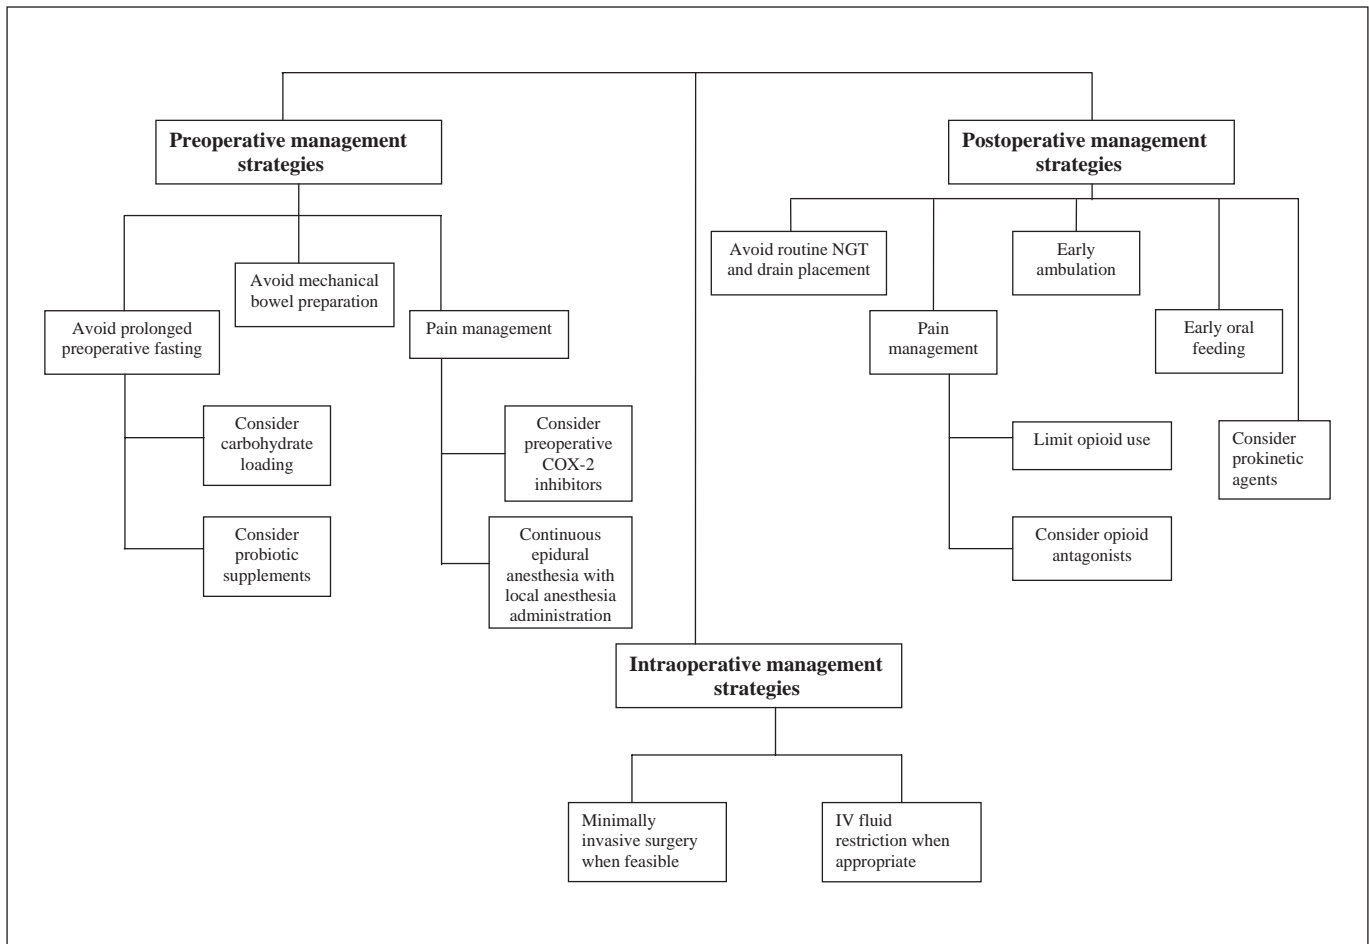 Preoperative management
strategies
Avoid prolonged
preoperative fasting
Consider
carbohydrate
loading
Consider
probiotic
supplements
Avoid mechanical
bowel preparation
Pain management
Consider
preoperative
COX-2
inhibitors
Continuous
epidural
anesthesia with
local anesthesia
administration
Intraoperative management
strategies
Minimally
invasive surgery
when feasible
IV fluid
restriction when
appropriate
Postoperative management
strategies
Avoid routine NGT
and drain placement
Pain
management
Limit opioid use
Consider opioid
antagonists
Early
ambulation
Early oral
feeding
Consider
prokinetic
agents